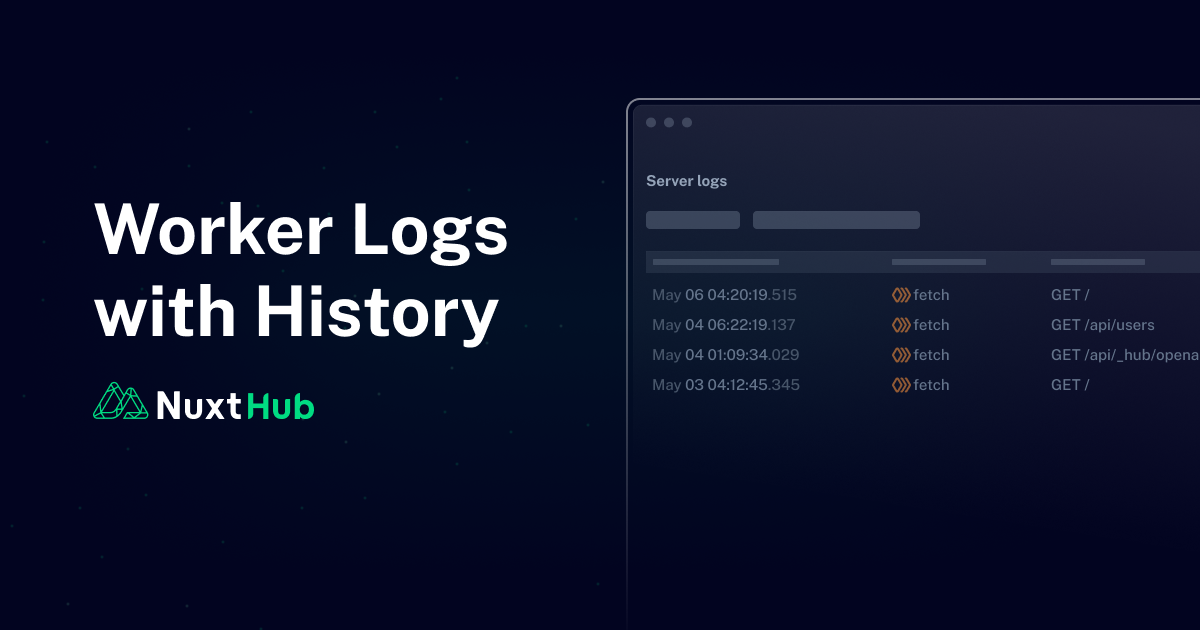 Worker Logs
with History
NuxtHub
Server logs
May 06 04:20:19.515 fetch GET /
May 04 06:22:19.137 fetch GET /api/users
May 04 01:09:34.029 fetch GET /api/_hub/opena
May 03 04:12:45.345 fetch GET /